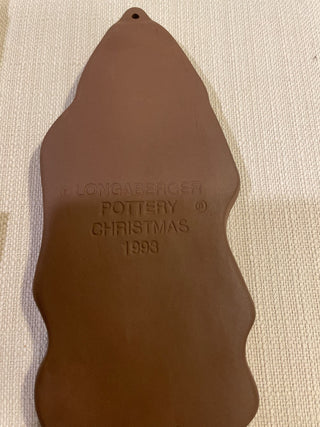 LONGABERGER
POTTERY ®
CHRISTMAS
1993